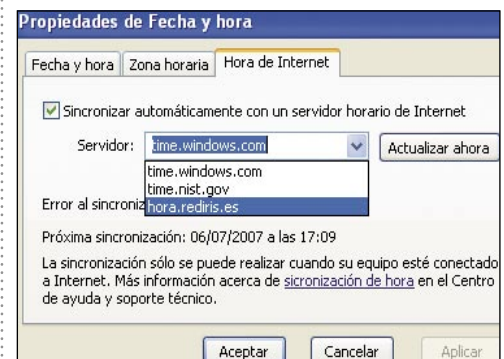 Propiedades de Fecha y hora
Fecha y hora Zona horaria Hora de Internet
Sincronizar automáticamente con un servidor horario de Internet
Servidor: time.windows.com Actualizar ahora
time.windows.com
time.nist.gov
Error al sincroniz hora.rediris.es
Próxima sincronización: 06/07/2007 a las 17:09
La sincronización sólo se puede realizar cuando su equipo esté conectado
a Internet. Más información acerca de sicronización de hora en el Centro
de ayuda y soporte técnico.
Aceptar Cancelar Aplicar